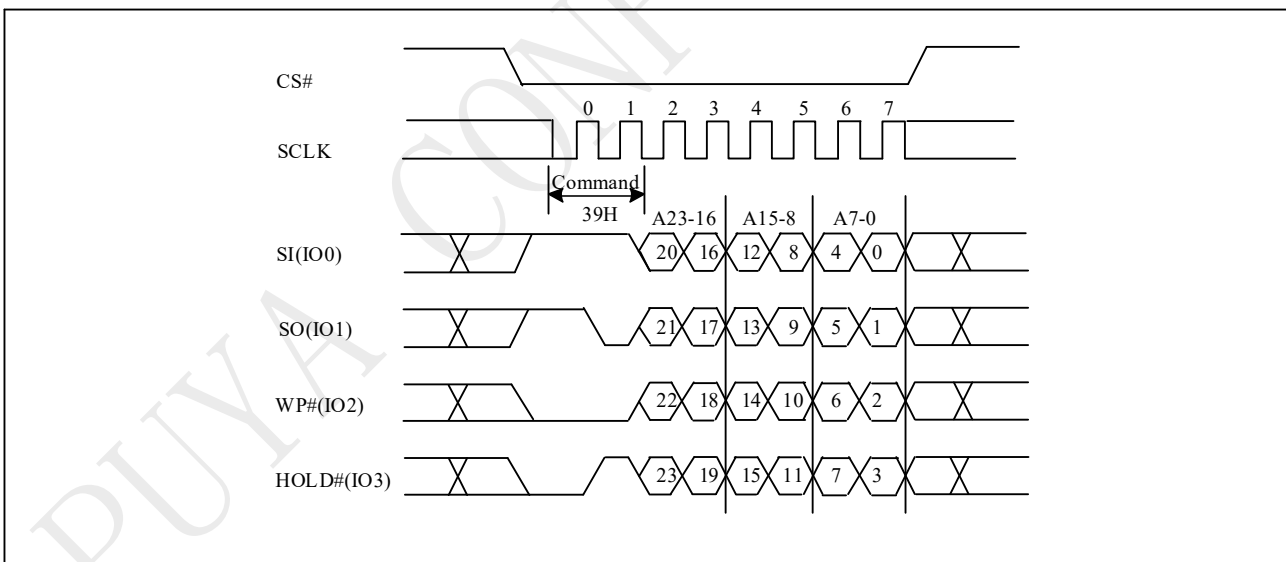 PUYA CONF
CS#
0 1 2 3 4 5 6 7
SCLK
Command
39H
A23-16 A15-8 A7-0
SI(IO0) 20 16 12 8 4 0
SO(IO1) 21 17 13 9 5 1
WP#(IO2) 22 18 14 10 6 2
HOLD#(IO3) 23 19 15 11 7 3